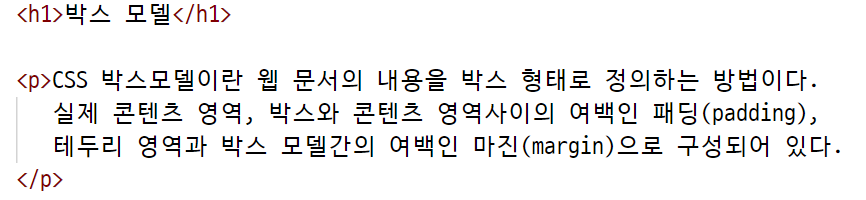 <h1>박스 모델</h1>
<p>CSS 박스모델이란 웹 문서의 내용을 박스 형태로 정의하는 방법이다.
실제 콘텐츠 영역, 박스와 콘텐츠 영역사이의 여백인 패딩(padding),
테두리 영역과 박스 모델간의 여백인 마진(margin)으로 구성되어 있다.
</p>